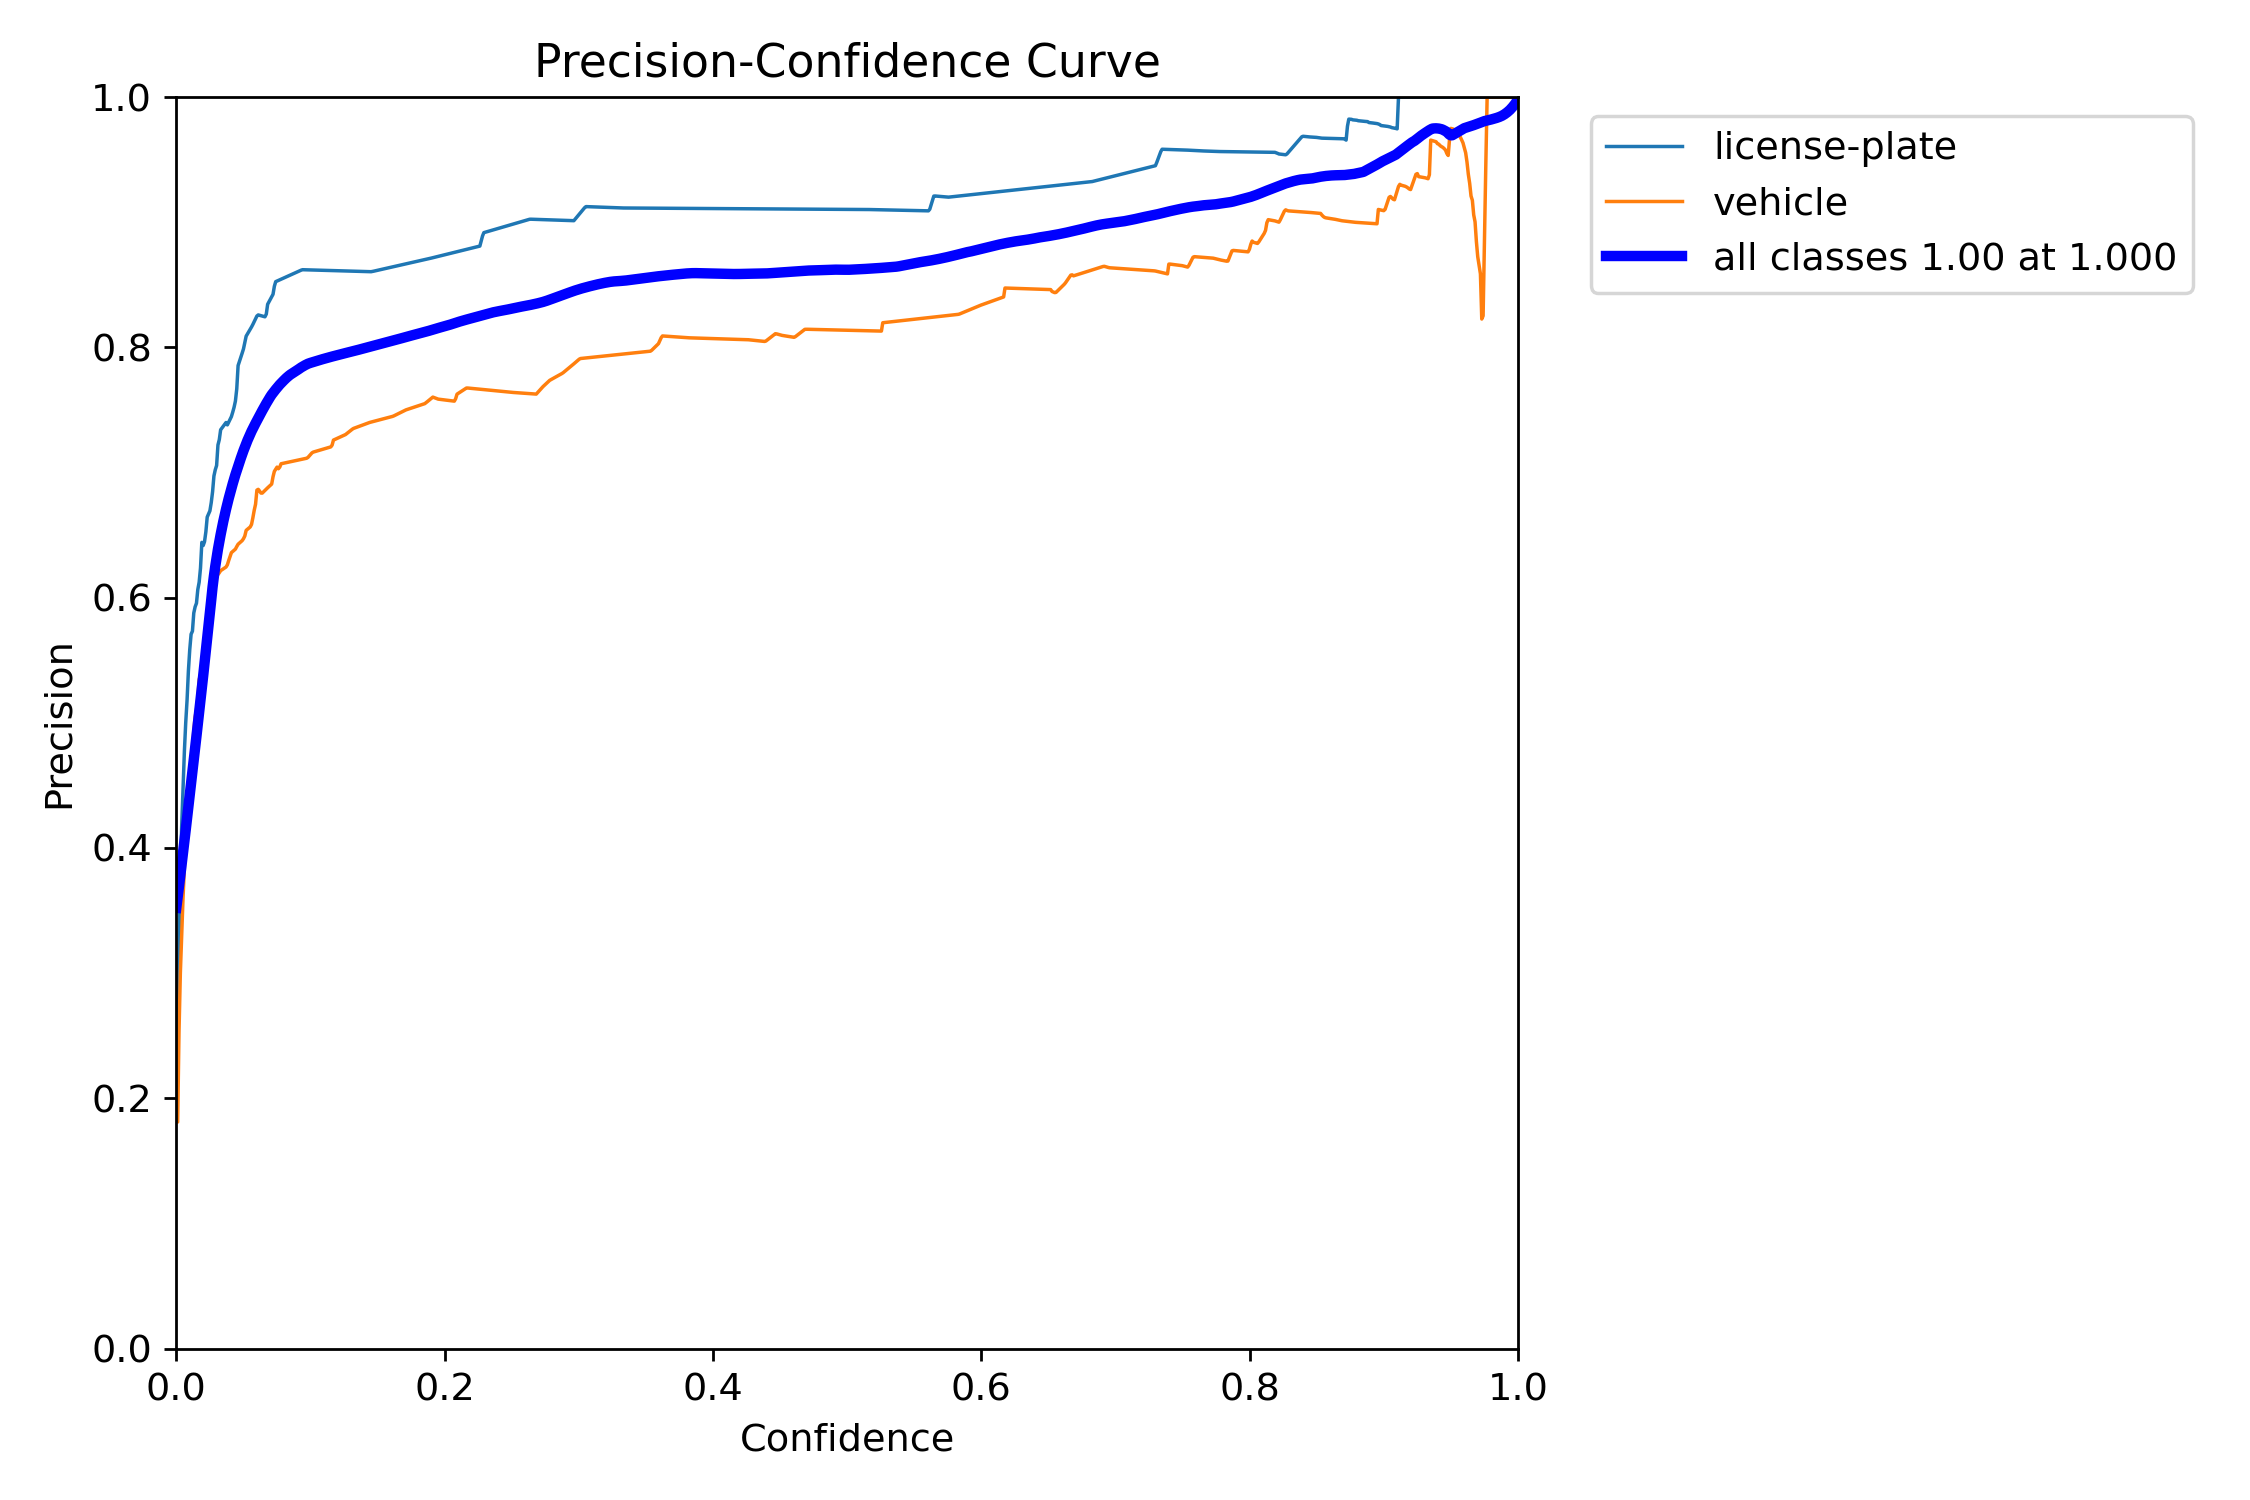 Precision-Confidence Curve
1.0
0.8
0.6
0.4
0.2
0.0
Precision
0.0 0.2 0.4 0.6 0.8 1.0
Confidence
license-plate
vehicle
all classes 1.00 at 1.000